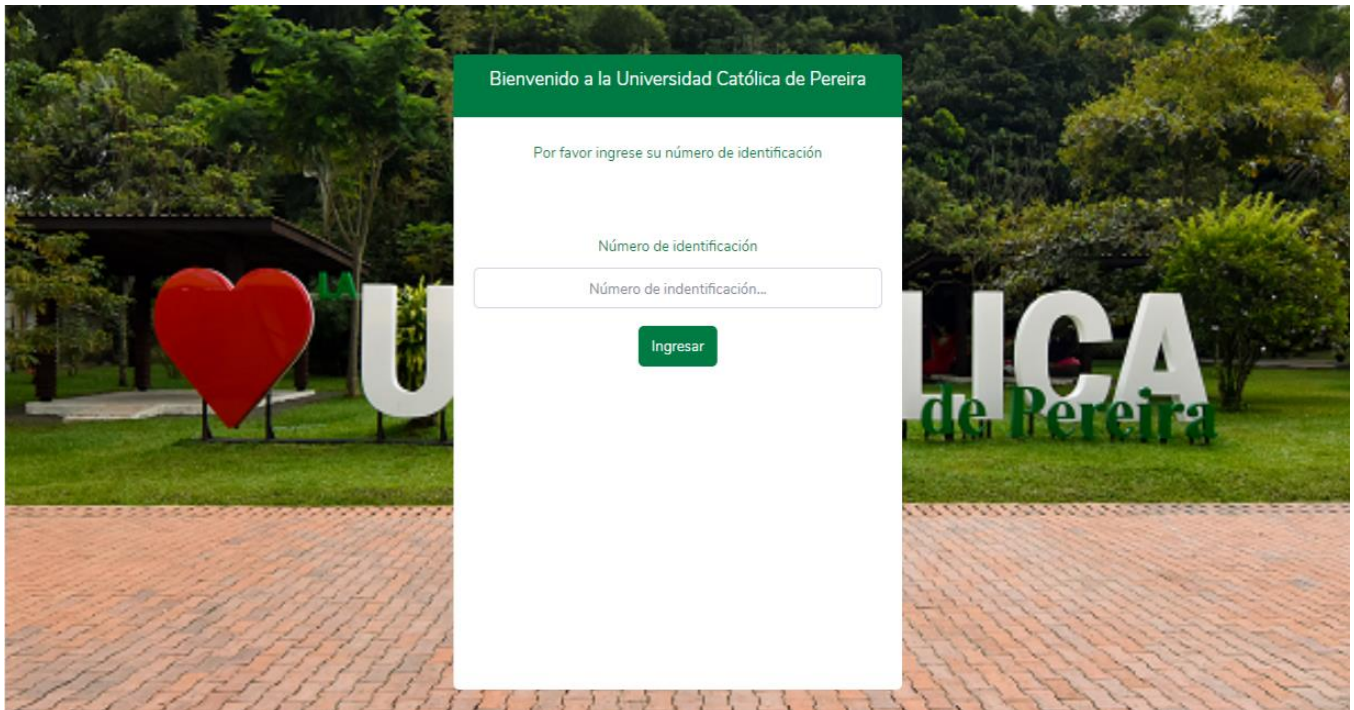 Bienvenido a la Universidad Católica de Pereira
Por favor ingrese su número de identificación
Número de identificación
Número de indentificación...
Ingresar
LA
U
LICA
de Pereira